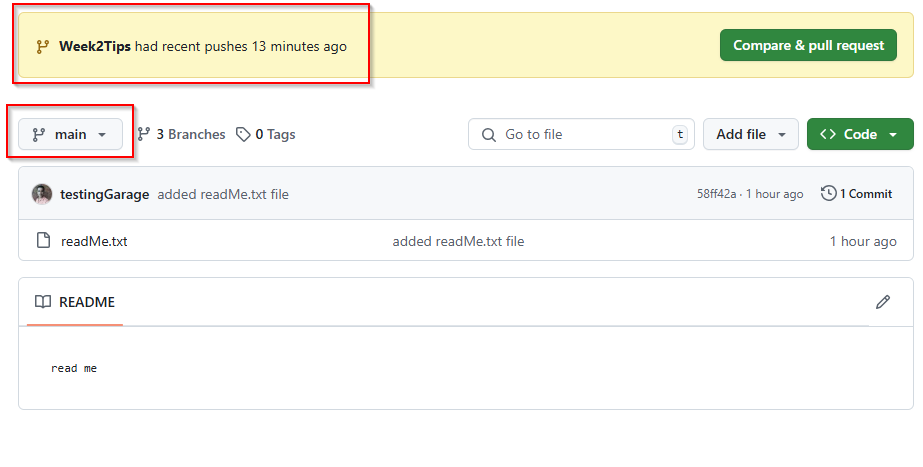 Week2Tips had recent pushes 13 minutes ago Compare & pull request
main 3 Branches 0 Tags Go to file t Add file <> Code
testingGarage added readMe.txt file 58ff42a · 1 hour ago 1 Commit
readMe.txt added readMe.txt file 1 hour ago
README
read me